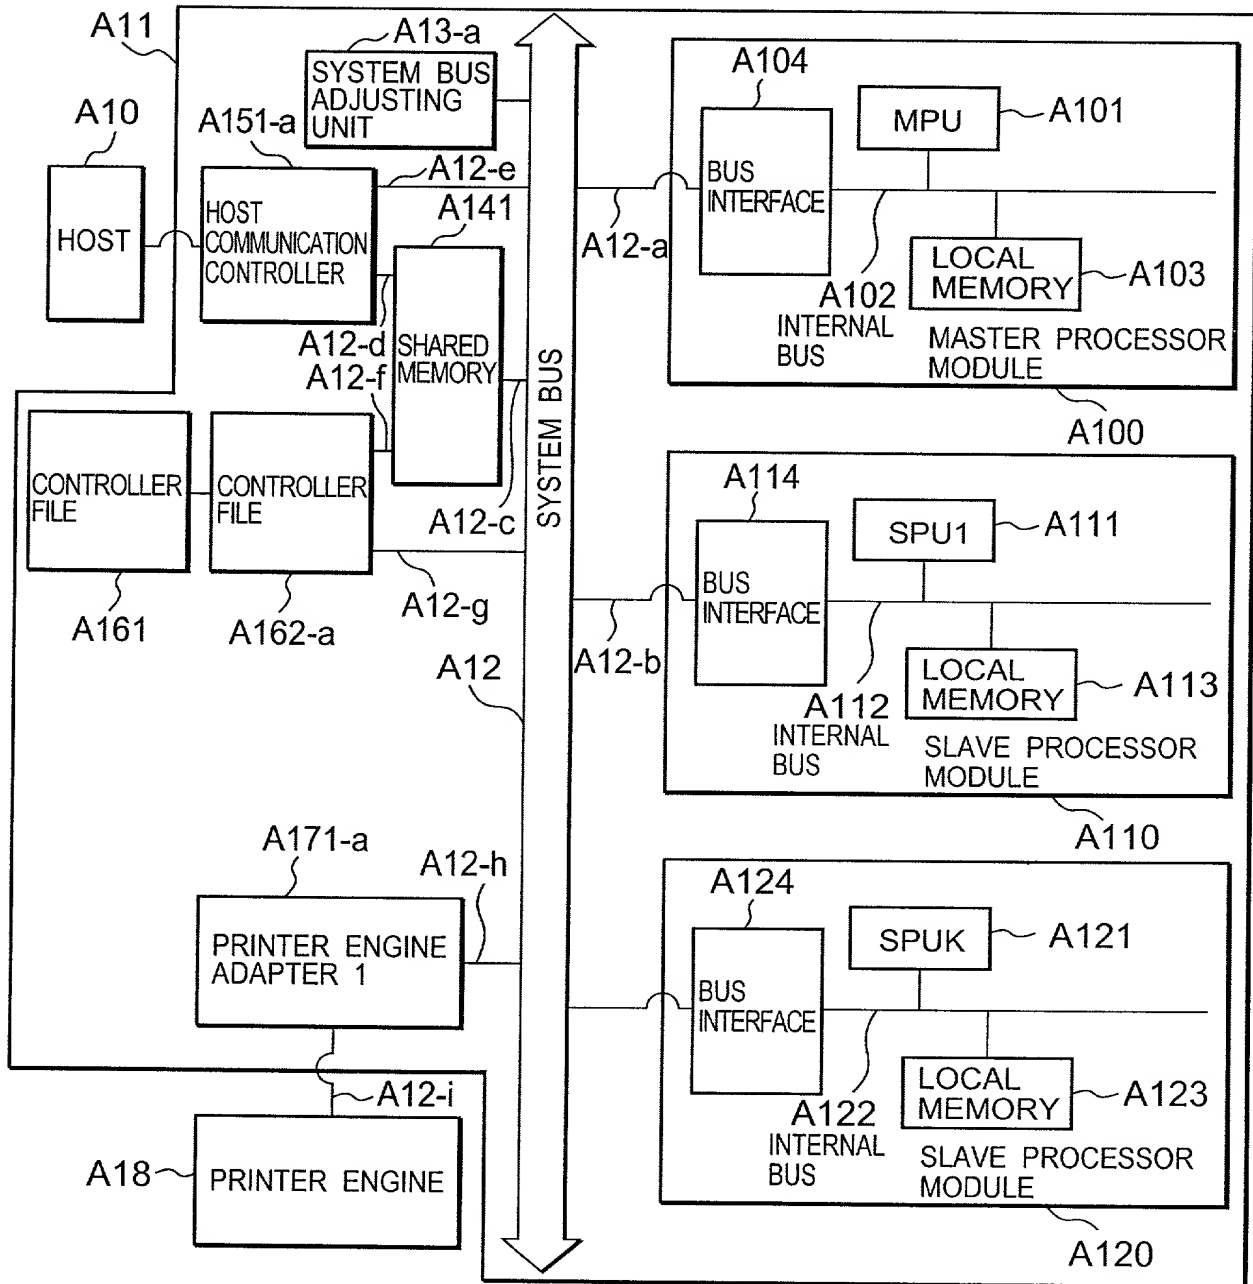 A11
A13-a
SYSTEM BUS
ADJUSTING
UNIT
A10
A151-a
HOST
HOST
COMMUNICATION
CONTROLLER
A12-e
A141
SHARED
MEMORY
A12-d
A12-f
A12-c
CONTROLLER
FILE
CONTROLLER
FILE
A161
A162-a
A12-g
A12
SYSTEM BUS
A171-a
A12-h
PRINTER ENGINE
ADAPTER 1
A12-i
A18
PRINTER ENGINE
A104
BUS
INTERFACE
MPU
A101
A12-a
A102
INTERNAL
BUS
LOCAL
MEMORY
A103
MASTER PROCESSOR
MODULE
A100
A114
BUS
INTERFACE
SPU1
A111
A12-b
A112
INTERNAL
BUS
LOCAL
MEMORY
A113
SLAVE PROCESSOR
MODULE
A110
A124
BUS
INTERFACE
SPUK
A121
A122
INTERNAL
BUS
LOCAL
MEMORY
A123
SLAVE PROCESSOR
MODULE
A120